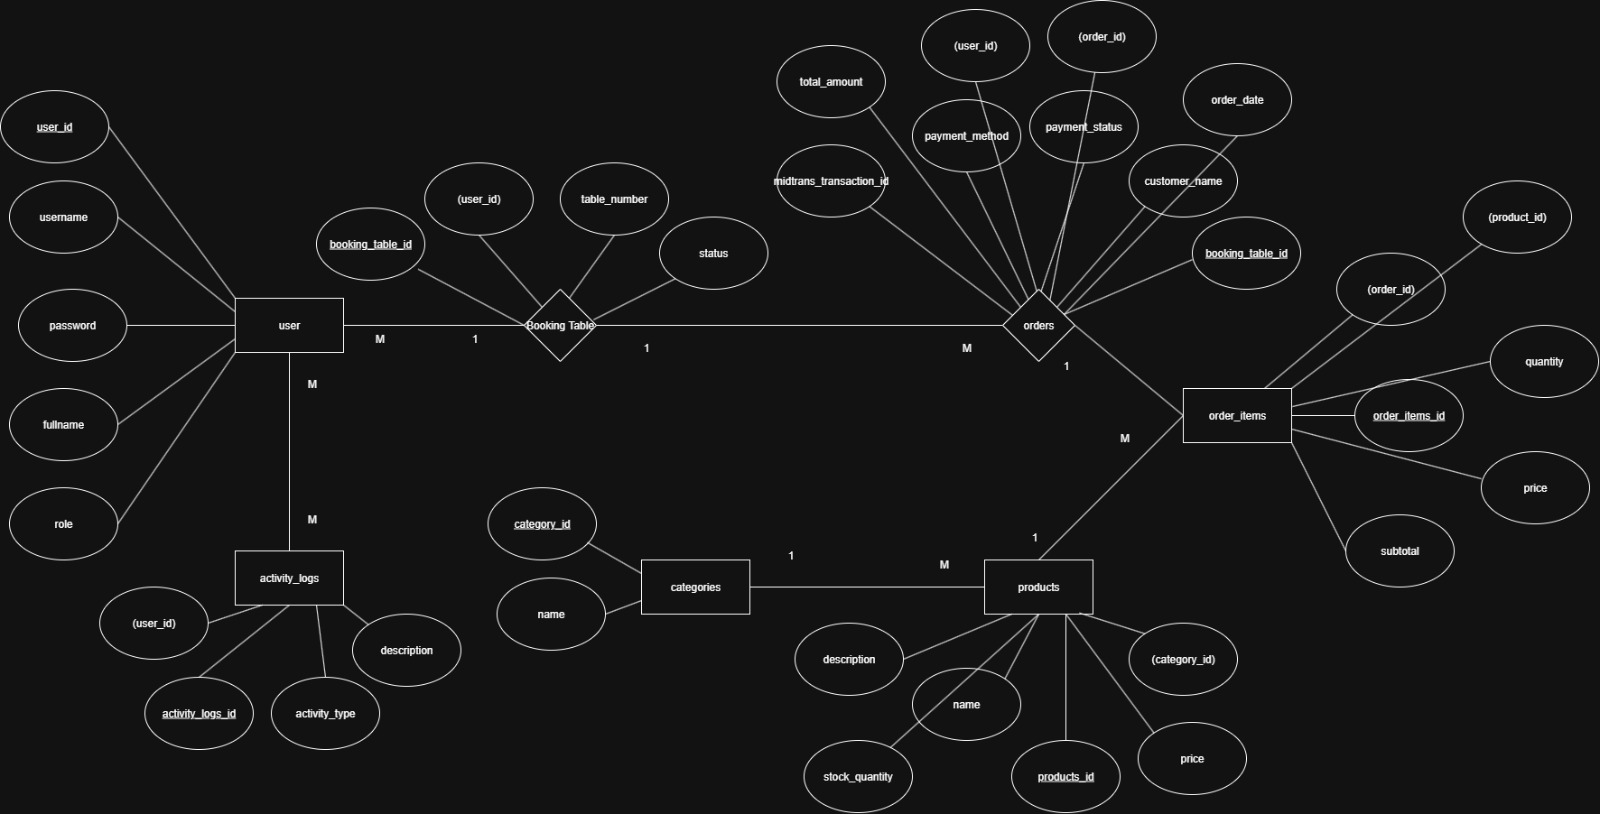 (order_id)
(user_id)
total_amount
order_date
user_id
payment_method
payment_status
midtrans_transaction_id
customer_name
(user_id)
table_number
username
(product_id)
booking_table_id
status
booking_table_id
(order_id)
password
user
Booking Table
orders
M
1
1
M
1
quantity
M
order_items
order_items_id
fullname
M
price
M
role
category_id
1
subtotal
1
M
activity_logs
categories
products
name
(user_id)
description
description
(category_id)
activity_logs_id
activity_type
name
stock_quantity
products_id
price